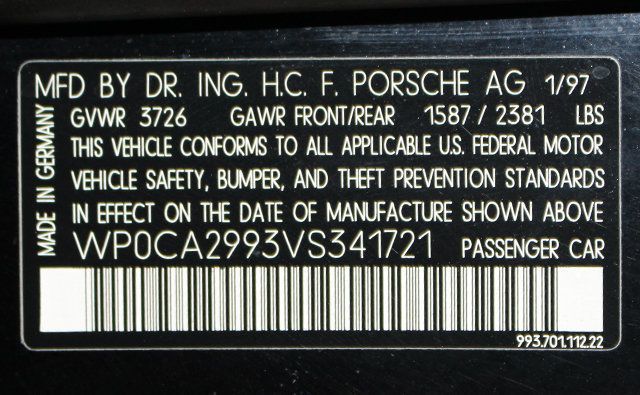 MFD BY DR. ING. H.C. F. PORSCHE AG 1/97
GVWR 3726 GAWR FRONT/REAR 1587 / 2381 LBS
THIS VEHICLE CONFORMS TO ALL APPLICABLE U.S. FEDERAL MOTOR
VEHICLE SAFETY, BUMPER, AND THEFT PREVENTION STANDARDS
IN EFFECT ON THE DATE OF MANUFACTURE SHOWN ABOVE
WP0CA2993VS341721 PASSENGER CAR
993.701.112.22
MADE IN GERMANY